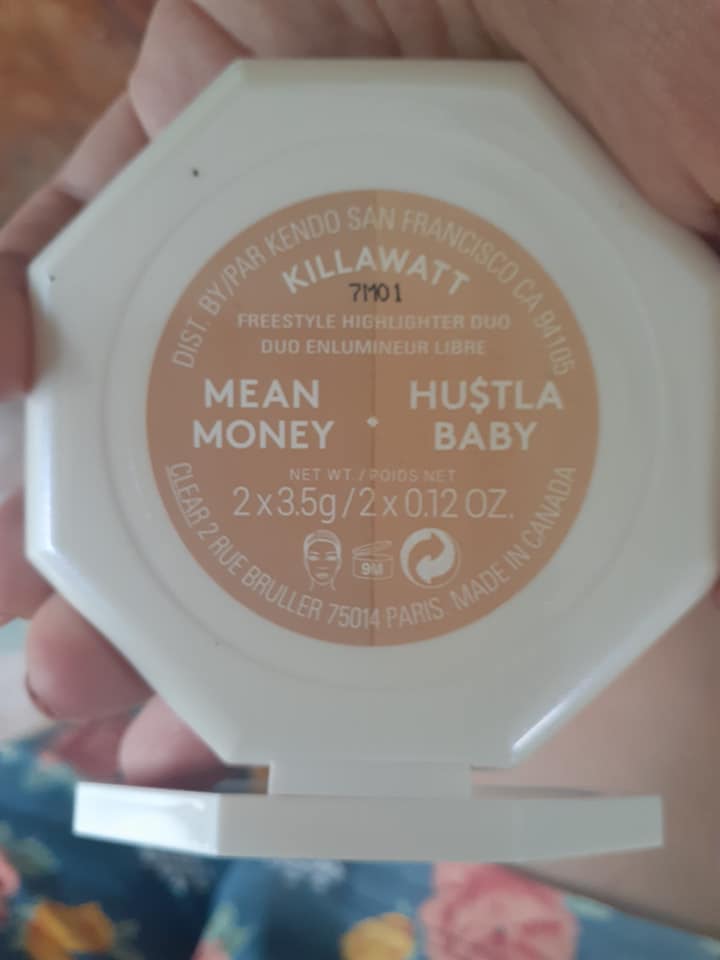 DIST. BY/PAR KENDO SAN FRANCISCO CA 94105
KILLAWATT
7M01
FREESTYLE HIGHLIGHTER DUO
DUO ENLUMINEUR LIBRE
MEAN MONEY
HU$TLA BABY
NET WT. / POIDS NET
2 x 3.5g / 2 x 0.12 OZ.
9M
CLEAR 2 RUE BRULLER 75014 PARIS. MADE IN CANADA